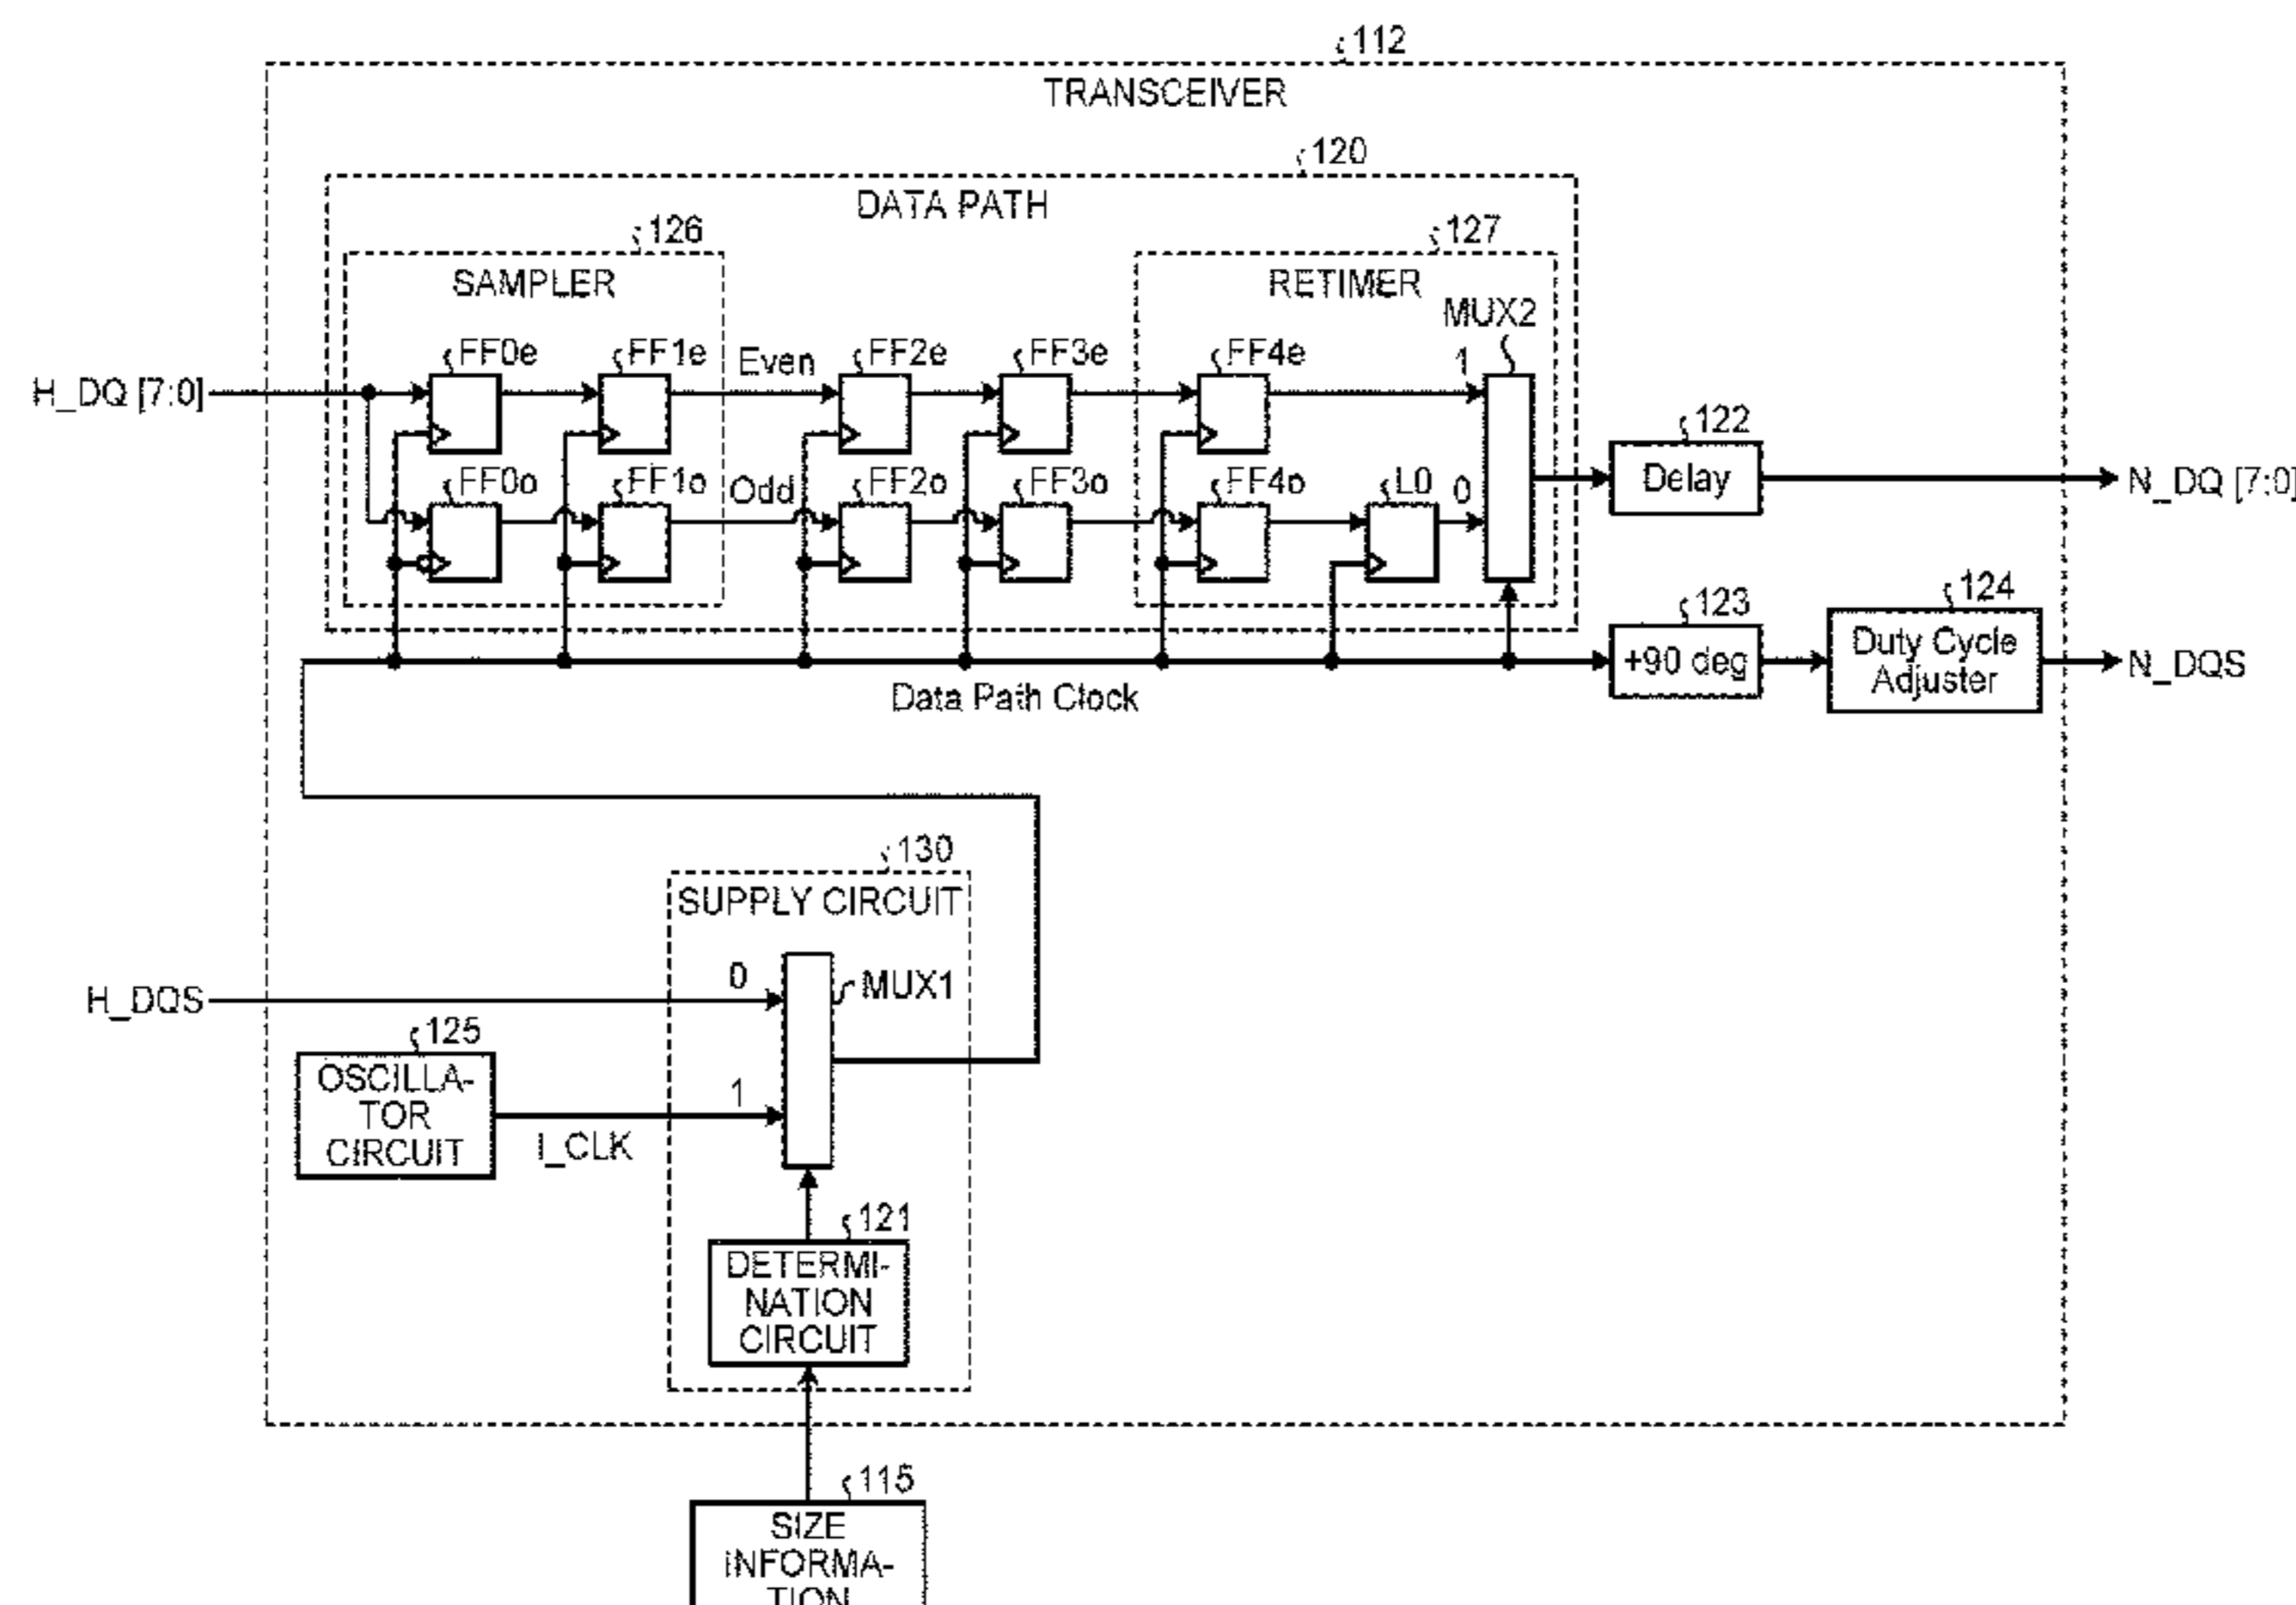 112
TRANSCEIVER
120
DATA PATH
126
SAMPLER
127
RETIMER
MUX2
H_DQ [7:0]
FF0e
FF1e
Even
FF2e
FF3e
FF4e
1
FF0o
FF1o
Odd
FF2o
FF3o
FF4o
L0
0
122
Delay
N_DQ [7:0]
123
+90 deg
124
Duty Cycle
Adjuster
N_DQS
Data Path Clock
130
SUPPLY CIRCUIT
H_DQS
0
MUX1
125
OSCILLA-
TOR
CIRCUIT
I_CLK
1
121
DETERMI-
NATION
CIRCUIT
115
SIZE
INFORMA-
TION